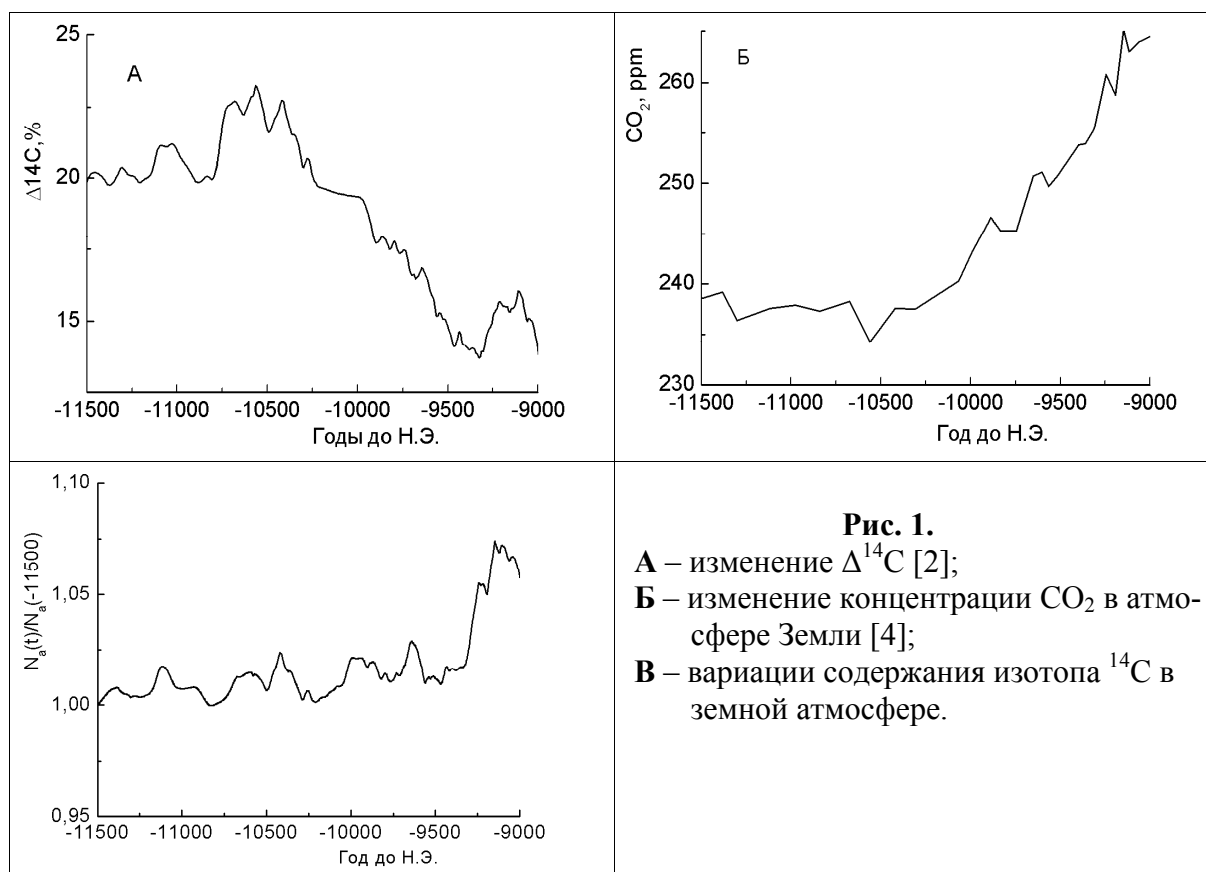 25
20
15
Δ14C,%
А
-11500 -11000 -10500 -10000 -9500 -9000
Годы до Н.Э.
260
250
240
230
CO2, ppm
Б
-11500 -11000 -10500 -10000 -9500 -9000
Год до Н.Э.
1,10
1,05
1,00
0,95
Na(t)/Na(-11500)
-11500 -11000 -10500 -10000 -9500 -9000
Год до Н.Э.
Рис. 1.
А – изменение Δ14С [2];
Б – изменение концентрации СО2 в атмо-
сфере Земли [4];
В – вариации содержания изотопа 14С в
земной атмосфере.